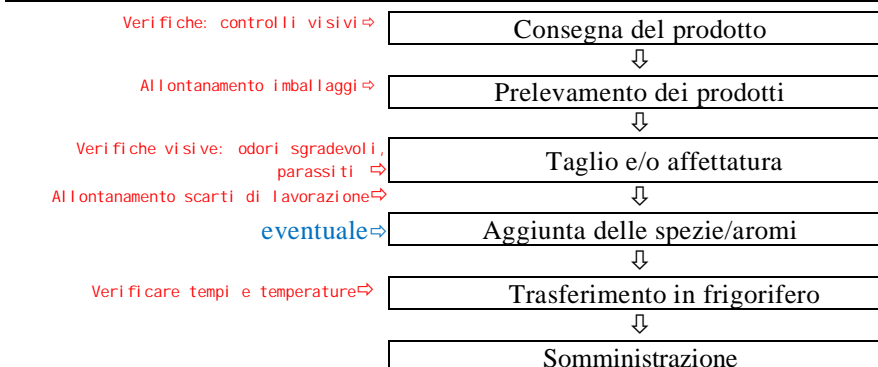 Verifiche: controlli visivi⇨ Consegna del prodotto
⇩
Allontanamento imballaggi⇨ Prelevamento dei prodotti
⇩
Verifiche visive: odori sgradevoli,
parassiti ⇨ Taglio e/o affettatura
Allontanamento scarti di lavorazione⇨ ⇩
eventuale⇨ Aggiunta delle spezie/aromi
⇩
Verificare tempi e temperature⇨ Trasferimento in frigorifero
⇩
Somministrazione